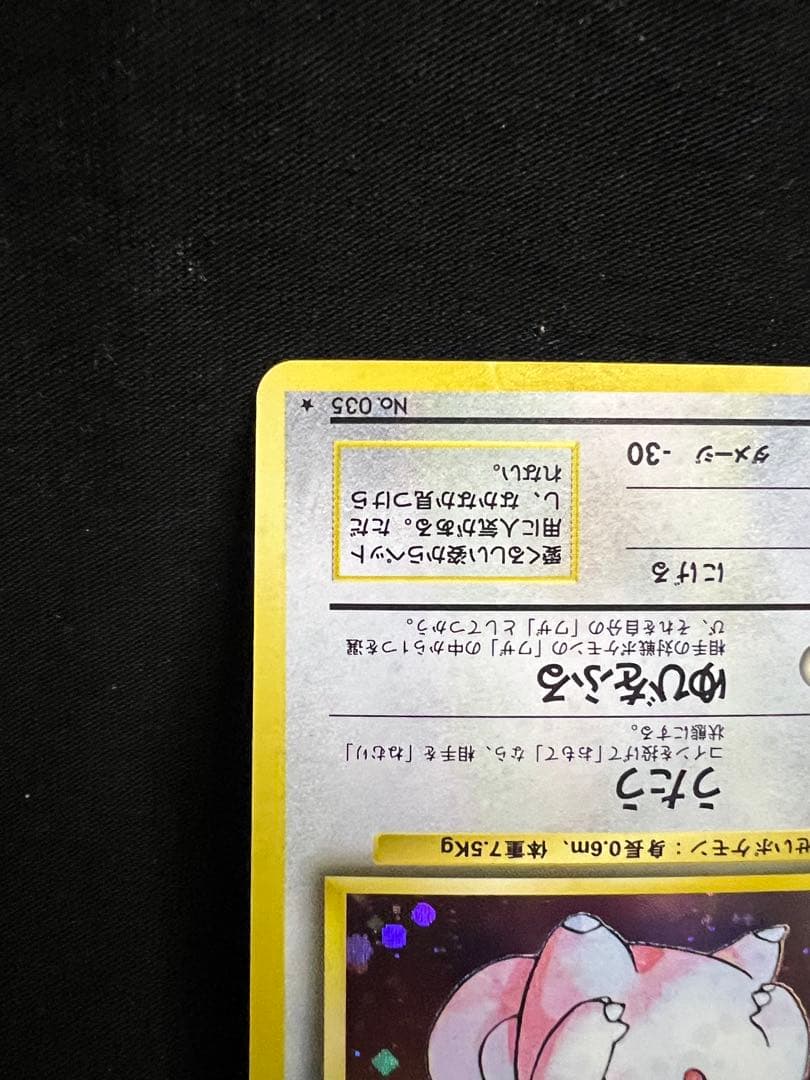 せいポケモン：身長0.6m、体重7.5Kg
うたう
コインを投げて「おもて」なら、相手を「ねむり」
状態にする。
ゆびをふる
相手の対戦ポケモンの「ワザ」の中から1つを選
び、それを自分の「ワザ」としてつかう。
にげる
ダメージ -30
愛くるしい姿からペット
用に人気がある。ただ
し、なかなか見つけら
れない。
No. 035 ★